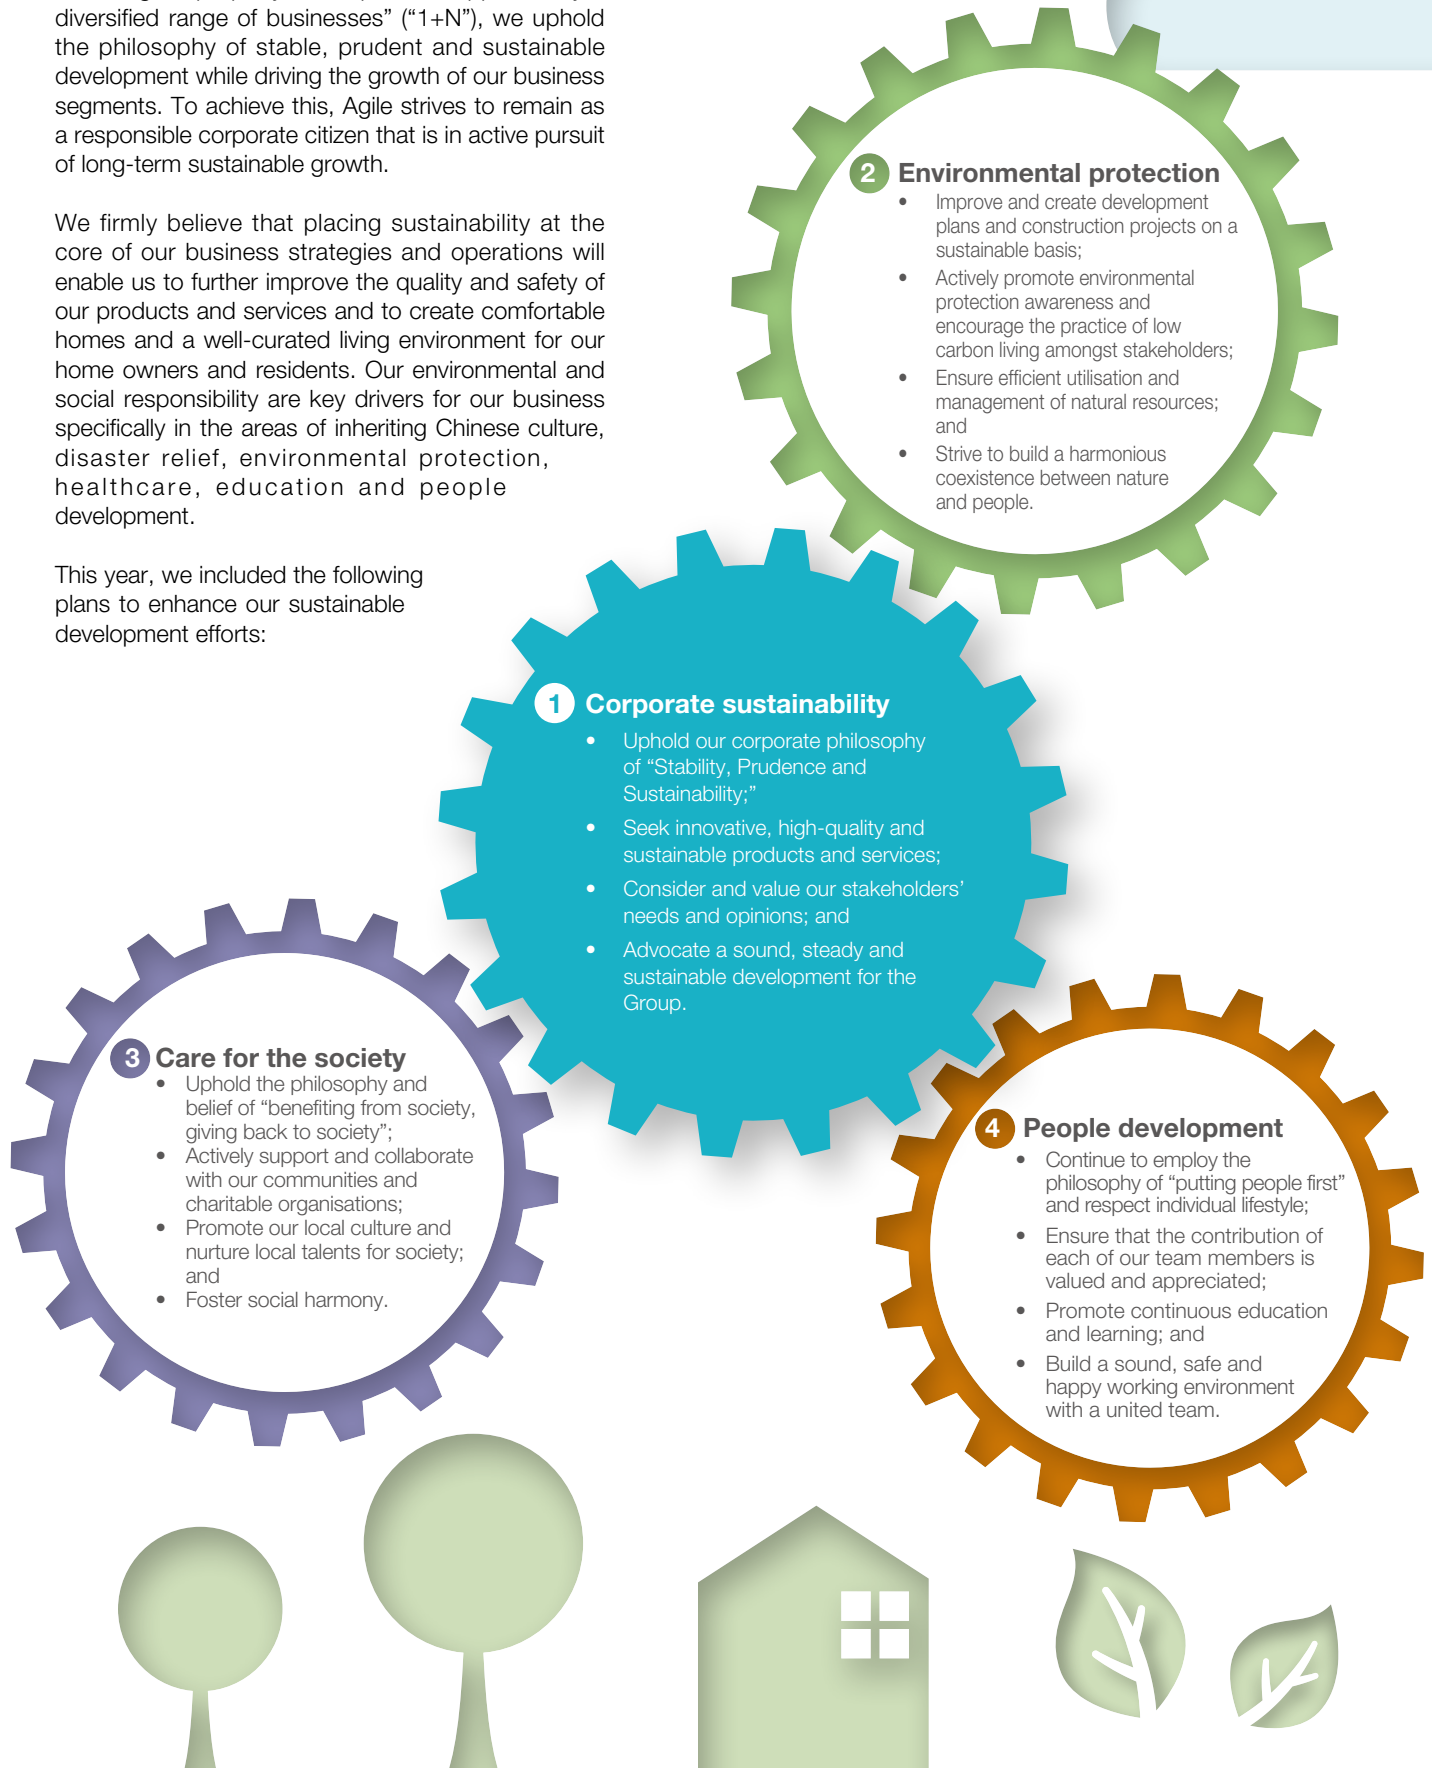 diversified range of businesses” (“1+N”), we uphold
the philosophy of stable, prudent and sustainable
development while driving the growth of our business
segments. To achieve this, Agile strives to remain as
a responsible corporate citizen that is in active pursuit
of long-term sustainable growth.
We firmly believe that placing sustainability at the
core of our business strategies and operations will
enable us to further improve the quality and safety of
our products and services and to create comfortable
homes and a well-curated living environment for our
home owners and residents. Our environmental and
social responsibility are key drivers for our business
specifically in the areas of inheriting Chinese culture,
disaster relief, environmental protection,
healthcare, education and people
development.
This year, we included the following
plans to enhance our sustainable
development efforts:
1 Corporate sustainability
• Uphold our corporate philosophy
of “Stability, Prudence and
Sustainability;”
• Seek innovative, high-quality and
sustainable products and services;
• Consider and value our stakeholders’
needs and opinions; and
• Advocate a sound, steady and
sustainable development for the
Group.
2 Environmental protection
• Improve and create development
plans and construction projects on a
sustainable basis;
• Actively promote environmental
protection awareness and
encourage the practice of low
carbon living amongst stakeholders;
• Ensure efficient utilisation and
management of natural resources;
and
• Strive to build a harmonious
coexistence between nature
and people.
3 Care for the society
• Uphold the philosophy and
belief of “benefiting from society,
giving back to society”;
• Actively support and collaborate
with our communities and
charitable organisations;
• Promote our local culture and
nurture local talents for society;
and
• Foster social harmony.
4 People development
• Continue to employ the
philosophy of “putting people first”
and respect individual lifestyle;
• Ensure that the contribution of
each of our team members is
valued and appreciated;
• Promote continuous education
and learning; and
• Build a sound, safe and
happy working environment
with a united team.